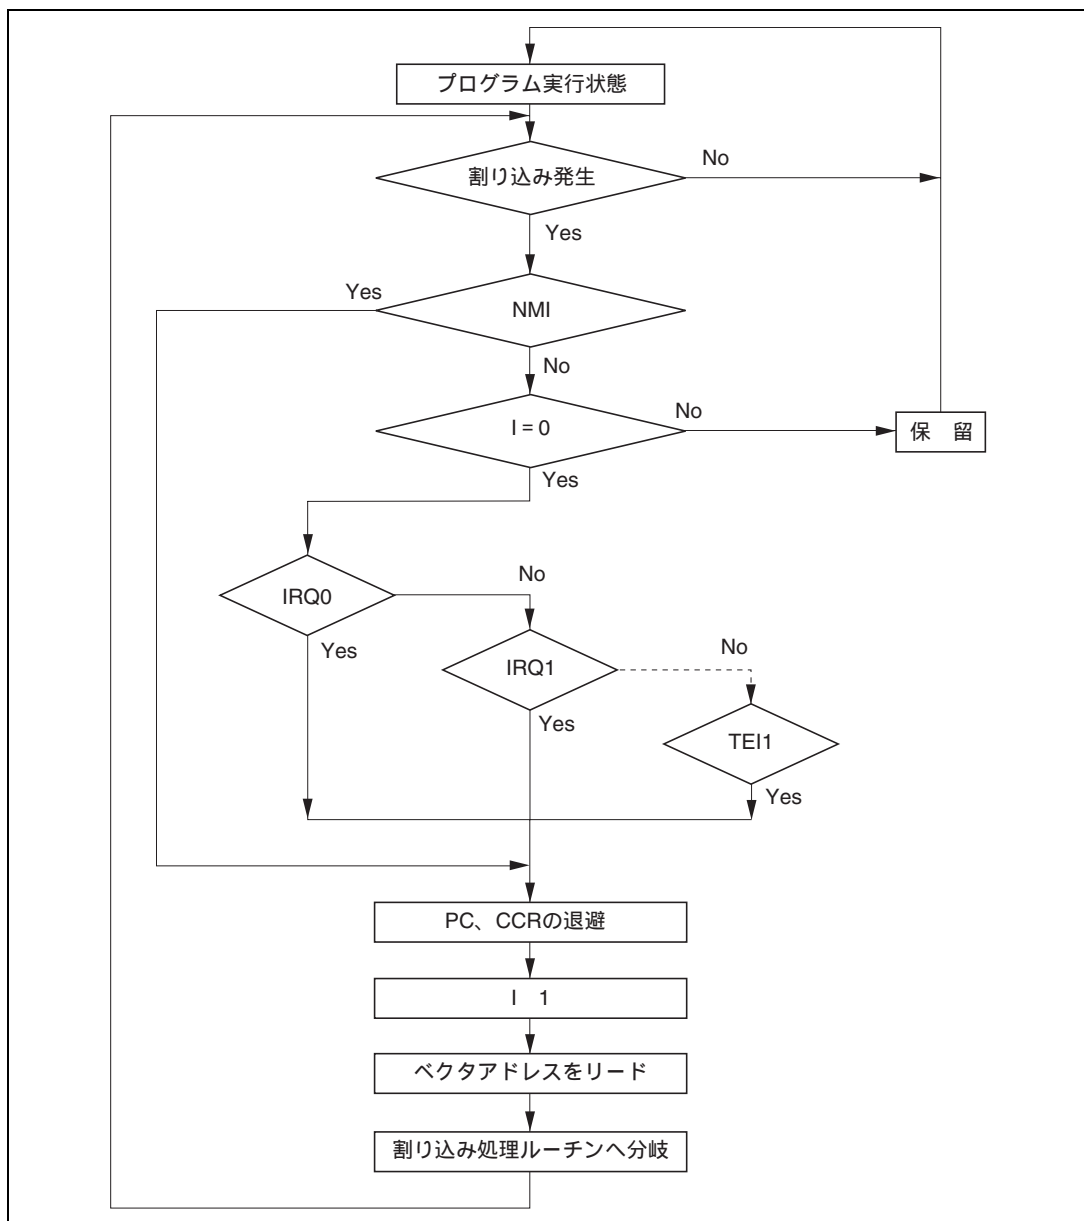 プログラム実行状態
割り込み発生
No
Yes
Yes
NMI
No
I = 0
No
保　留
Yes
IRQ0
No
Yes
IRQ1
No
Yes
TEI1
Yes
PC、CCRの退避
I　1
ベクタアドレスをリード
割り込み処理ルーチンへ分岐